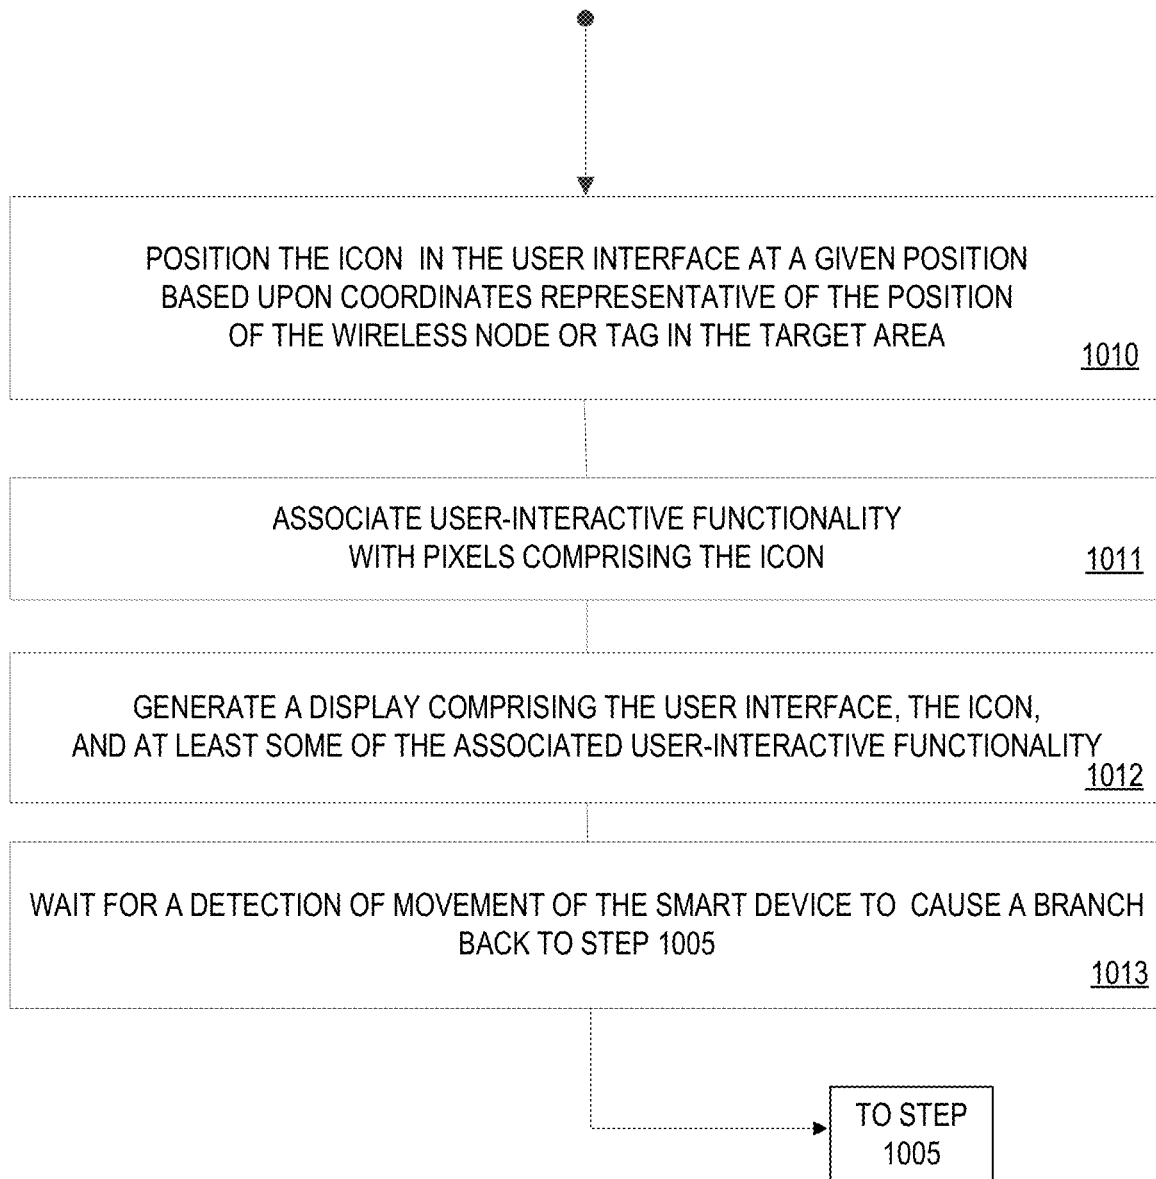 POSITION THE ICON IN THE USER INTERFACE AT A GIVEN POSITION
BASED UPON COORDINATES REPRESENTATIVE OF THE POSITION
OF THE WIRELESS NODE OR TAG IN THE TARGET AREA
1010
ASSOCIATE USER-INTERACTIVE FUNCTIONALITY
WITH PIXELS COMPRISING THE ICON
1011
GENERATE A DISPLAY COMPRISING THE USER INTERFACE, THE ICON,
AND AT LEAST SOME OF THE ASSOCIATED USER-INTERACTIVE FUNCTIONALITY
1012
WAIT FOR A DETECTION OF MOVEMENT OF THE SMART DEVICE TO CAUSE A BRANCH
BACK TO STEP 1005
1013
TO STEP
1005